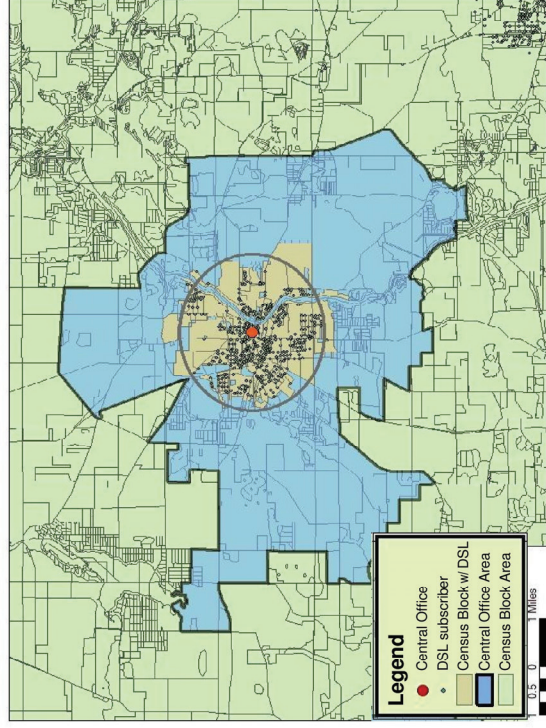 Legend
Central Office
DSL subscriber
Census Block w/ DSL
Central Office Area
Census Block Area
1 0.5 0 1 Miles